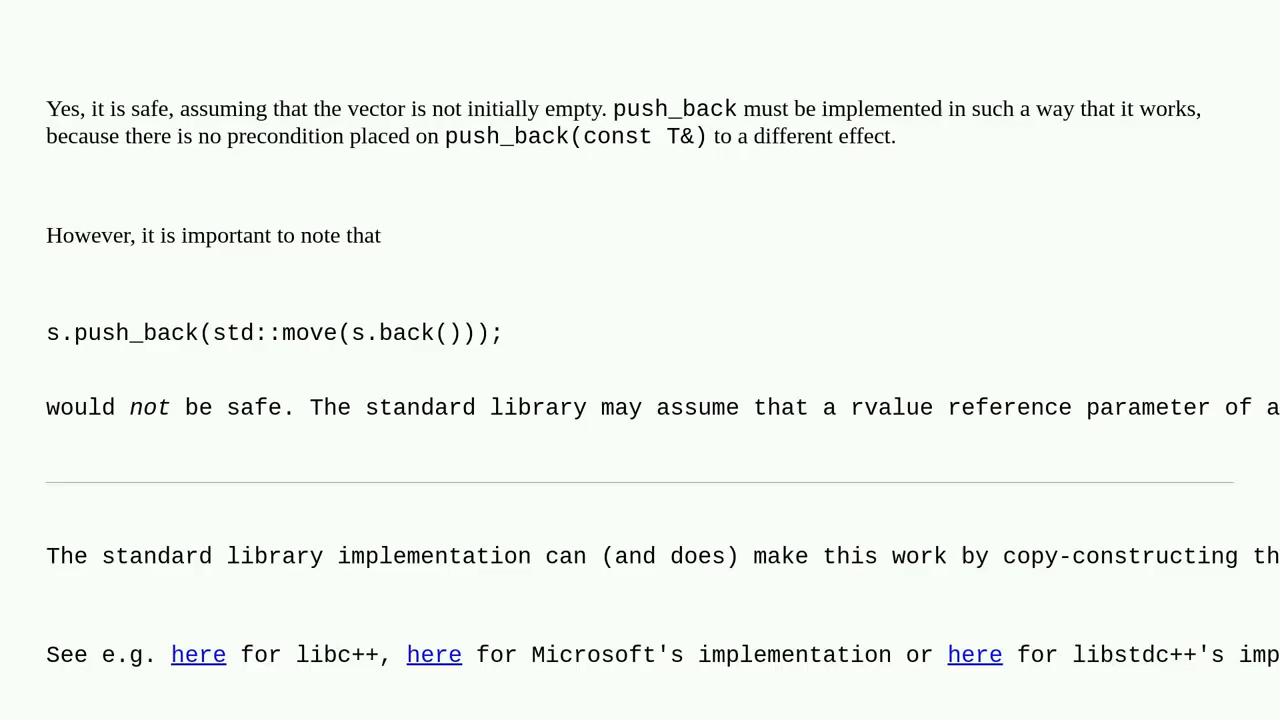 Yes, it is safe, assuming that the vector is not initially empty. push_back must be implemented in such a way that it works,
because there is no precondition placed on push_back(const T&) to a different effect.
However, it is important to note that
s.push_back(std::move(s.back()));
would not be safe. The standard library may assume that a rvalue reference parameter of a
The standard library implementation can (and does) make this work by copy-constructing th
See e.g. here for libc++, here for Microsoft's implementation or here for libstdc++'s imp